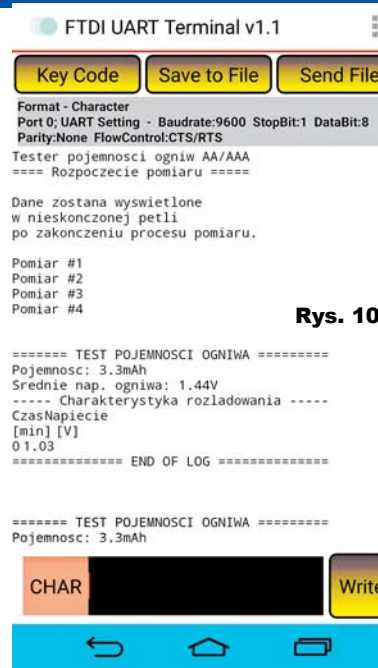 FTDI UART Terminal v1.1
Key Code Save to File Send File
Format - Character
Port 0; UART Setting - Baudrate:9600 StopBit:1 DataBit:8
Parity:None FlowControl:CTS/RTS
Tester pojemnosci ogniw AA/AAA
==== Rozpoczecie pomiaru =====
Dane zostana wyswietlone
w nieskonczonej petli
po zakonczeniu procesu pomiaru.
Pomiar #1
Pomiar #2
Pomiar #3
Pomiar #4
Rys. 10
======= TEST POJEMNOSCI OGNIWA =========
Pojemnosc: 3.3mAh
Srednie nap. ogniwa: 1.44V
----- Charakterystyka rozladowania -----
CzasNapiecie
[min] [V]
0 1.03
============== END OF LOG ==============
======= TEST POJEMNOSCI OGNIWA =========
Pojemnosc: 3.3mAh
CHAR Write